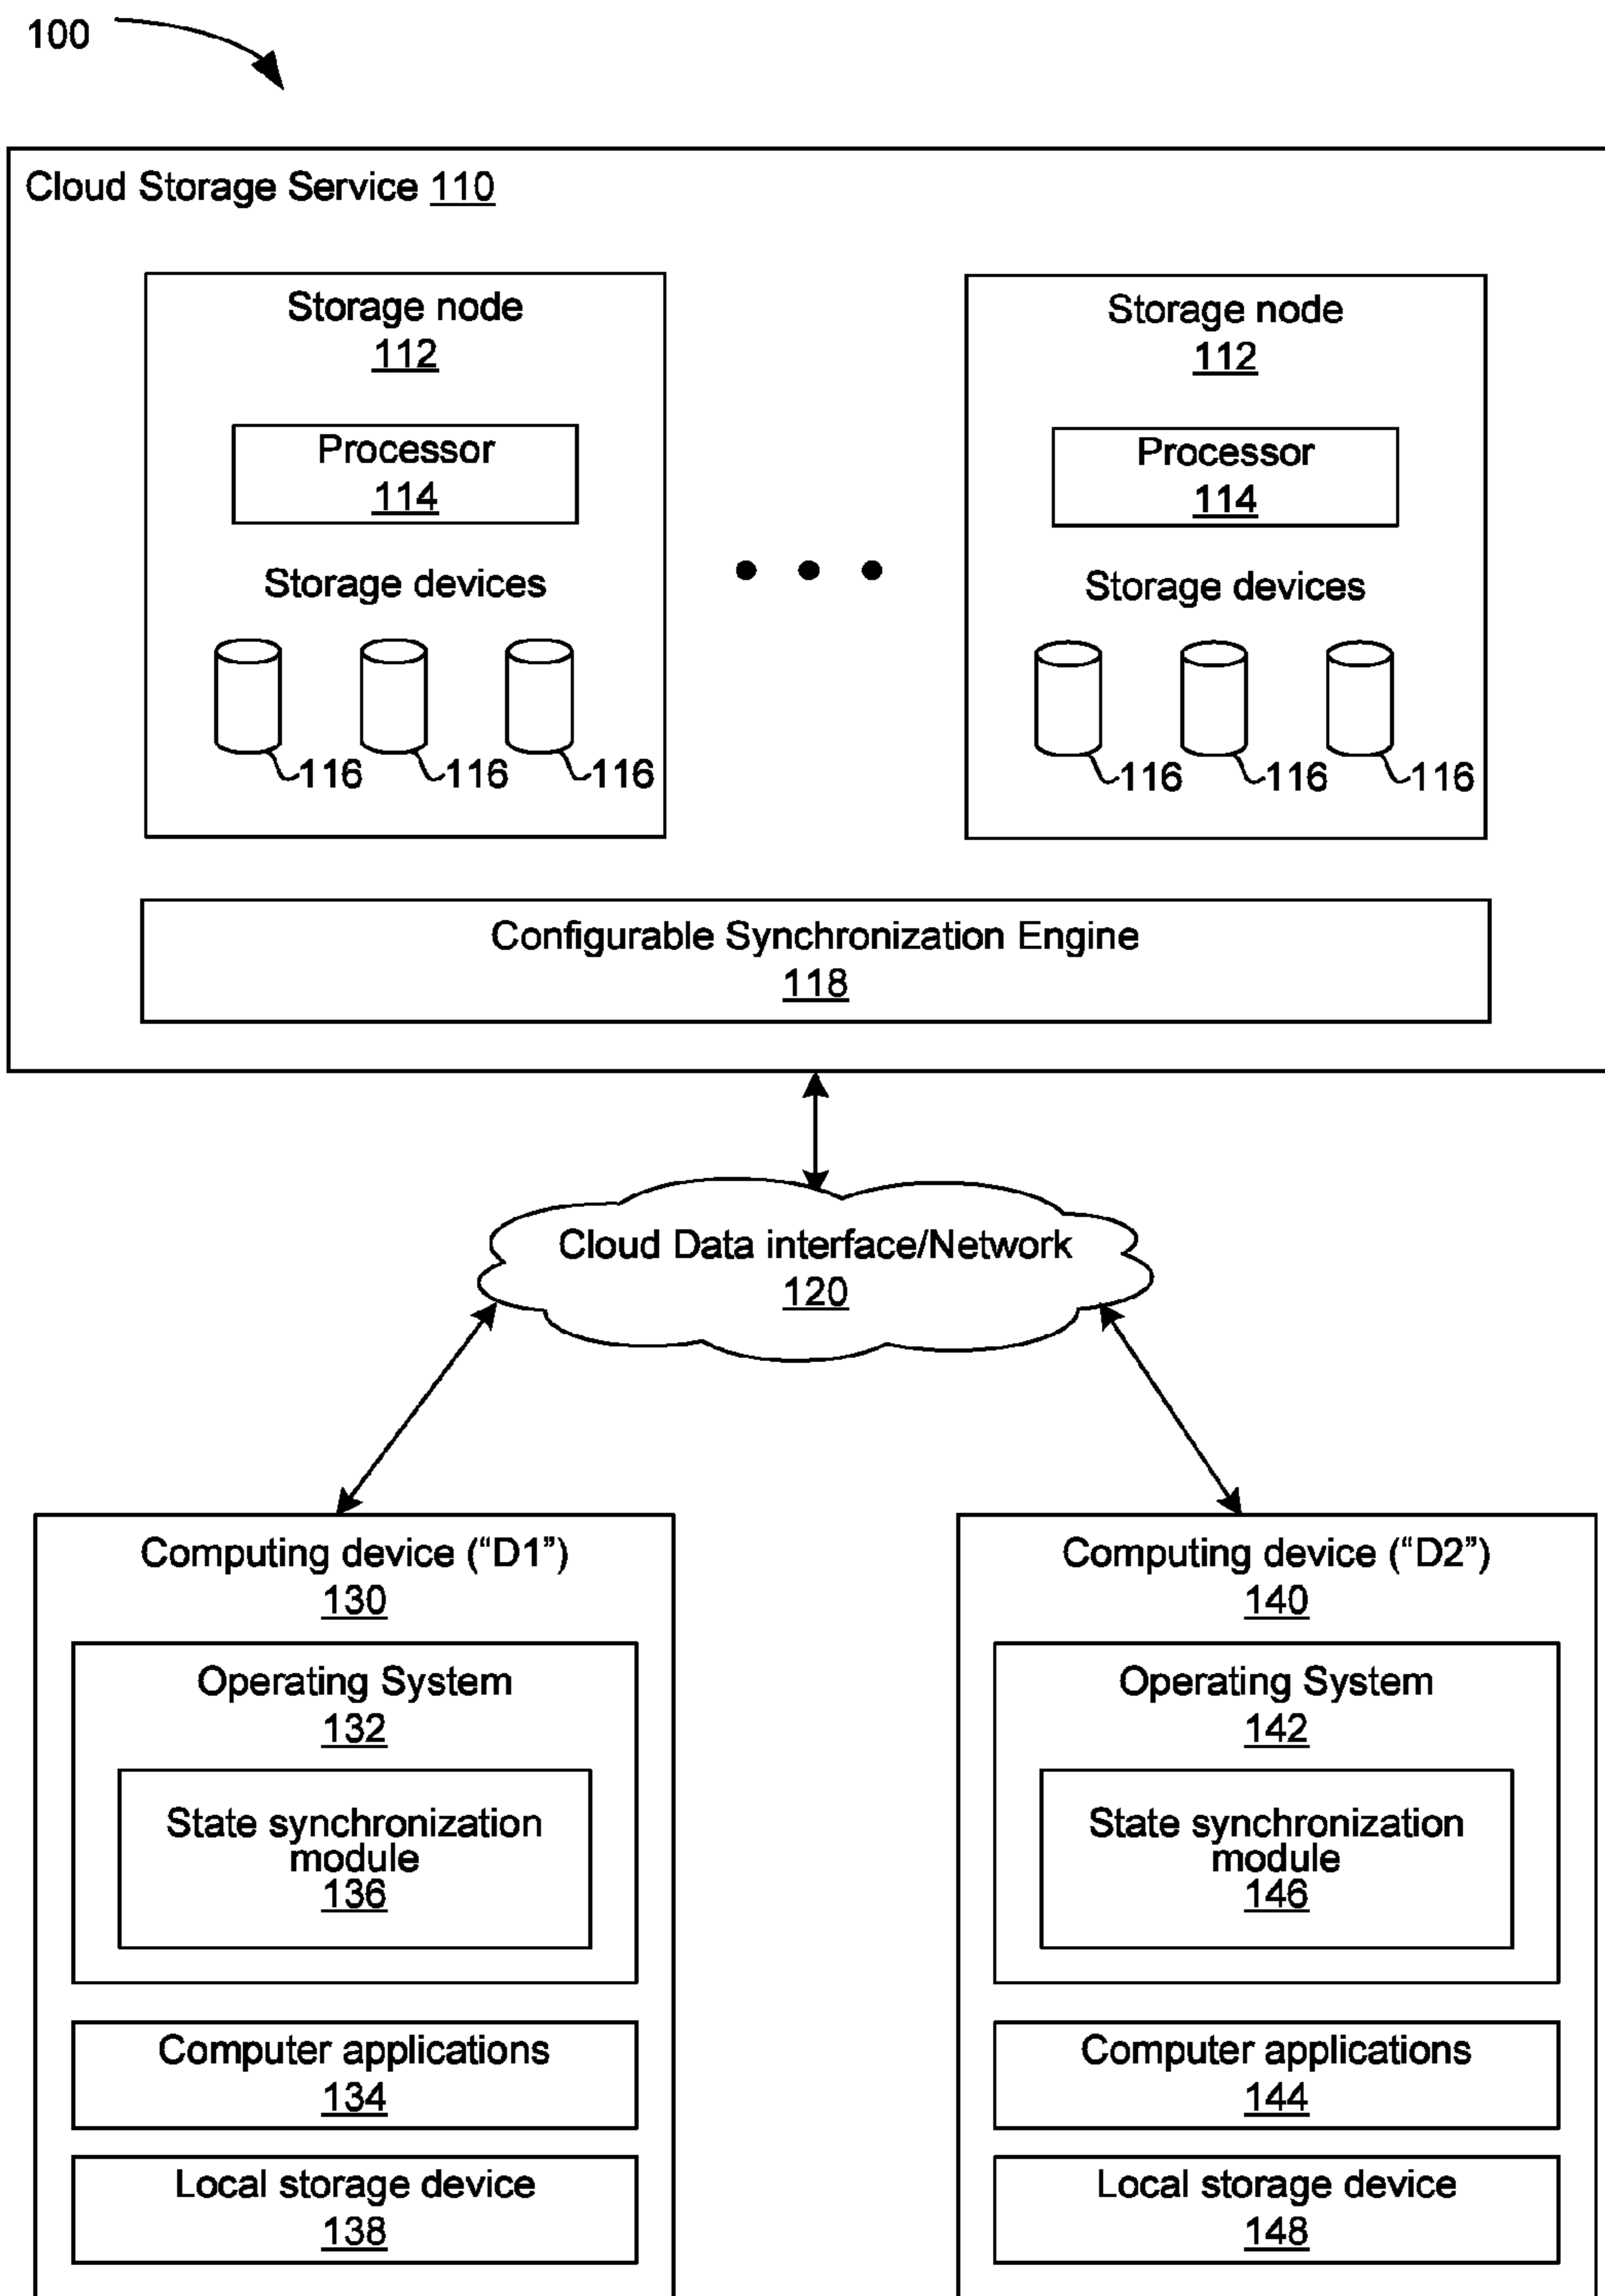 100
Cloud Storage Service 110
Storage node
112
Processor
114
Storage devices
116 116 116
Storage node
112
Processor
114
Storage devices
116 116 116
Configurable Synchronization Engine
118
Cloud Data interface/Network
120
Computing device (“D1”)
130
Operating System
132
State synchronization
module
136
Computer applications
134
Local storage device
138
Computing device (“D2”)
140
Operating System
142
State synchronization
module
146
Computer applications
144
Local storage device
148